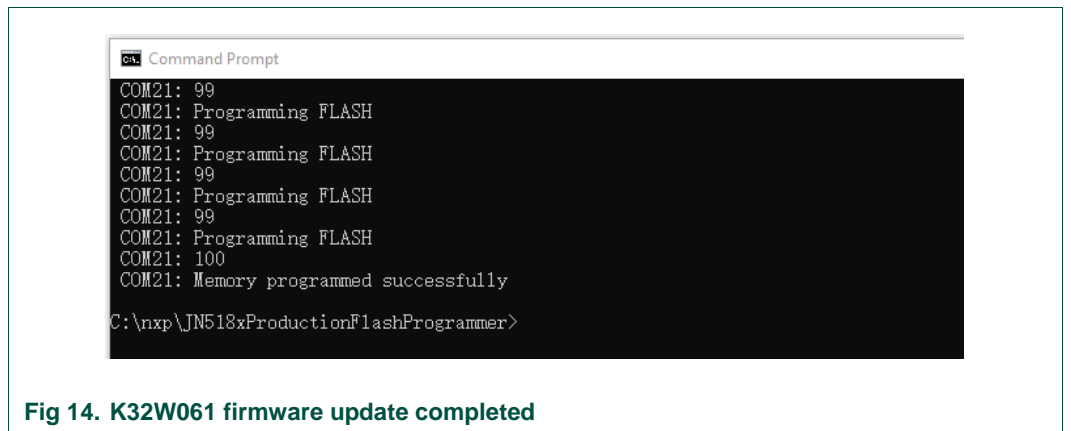 Command Prompt
COM21: 99
COM21: Programming FLASH
COM21: 99
COM21: Programming FLASH
COM21: 99
COM21: Programming FLASH
COM21: 99
COM21: Programming FLASH
COM21: 100
COM21: Memory programmed successfully
C:\nxp\JN518xProductionFlashProgrammer>
Fig 14. K32W061 firmware update completed